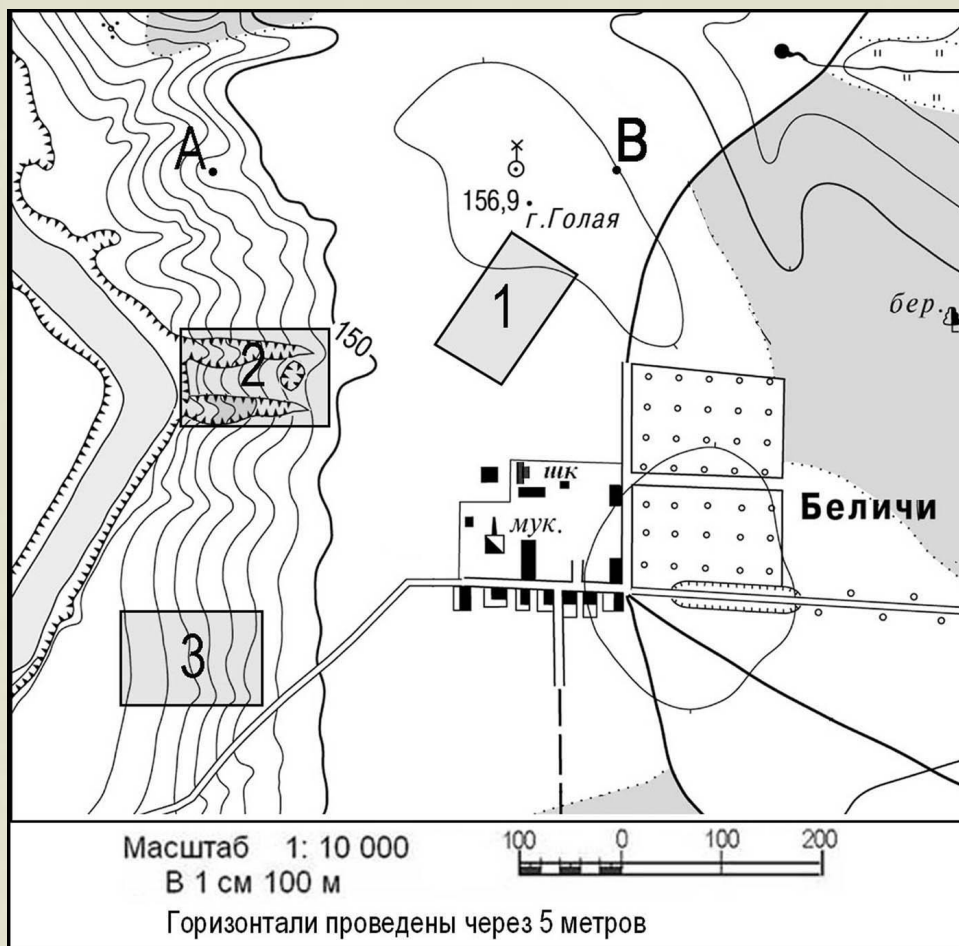 А.
В
156,9
г.Голая
1
150
2
бер.
шк
мук.
Беличи
3
Масштаб 1: 10 000
В 1 см 100 м
100 0 100 200
Горизонтали проведены через 5 метров